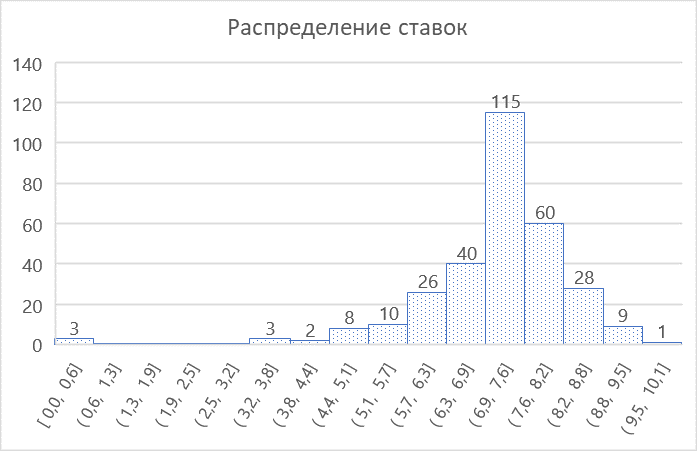 Распределение ставок
140
120
100
80
60
40
20
0
3
3
2
8
10
26
40
115
60
28
9
1
[ 0,0, 0,6]
( 0,6, 1,3]
( 1,3, 1,9]
( 1,9, 2,5]
( 2,5, 3,2]
( 3,2, 3,8]
( 3,8, 4,4]
( 4,4, 5,1]
( 5,1, 5,7]
( 5,7, 6,3]
( 6,3, 6,9]
( 6,9, 7,6]
( 7,6, 8,2]
( 8,2, 8,8]
( 8,8, 9,5]
( 9,5, 10,1]